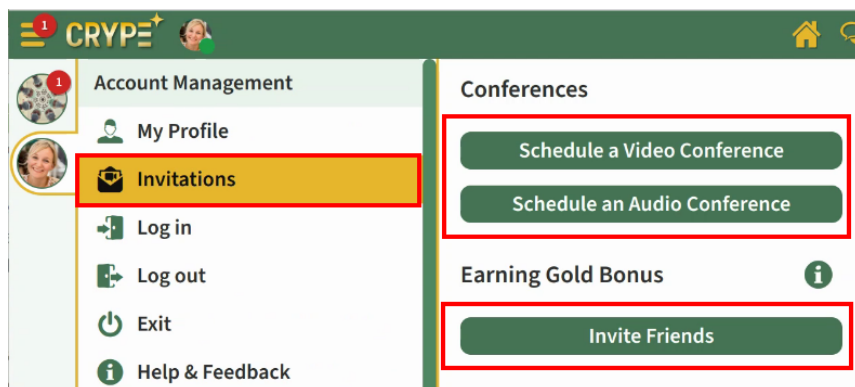 1 CRYPE
1
Account Management
My Profile
Invitations
Log in
Log out
Exit
Help & Feedback
Conferences
Schedule a Video Conference
Schedule an Audio Conference
Earning Gold Bonus
Invite Friends